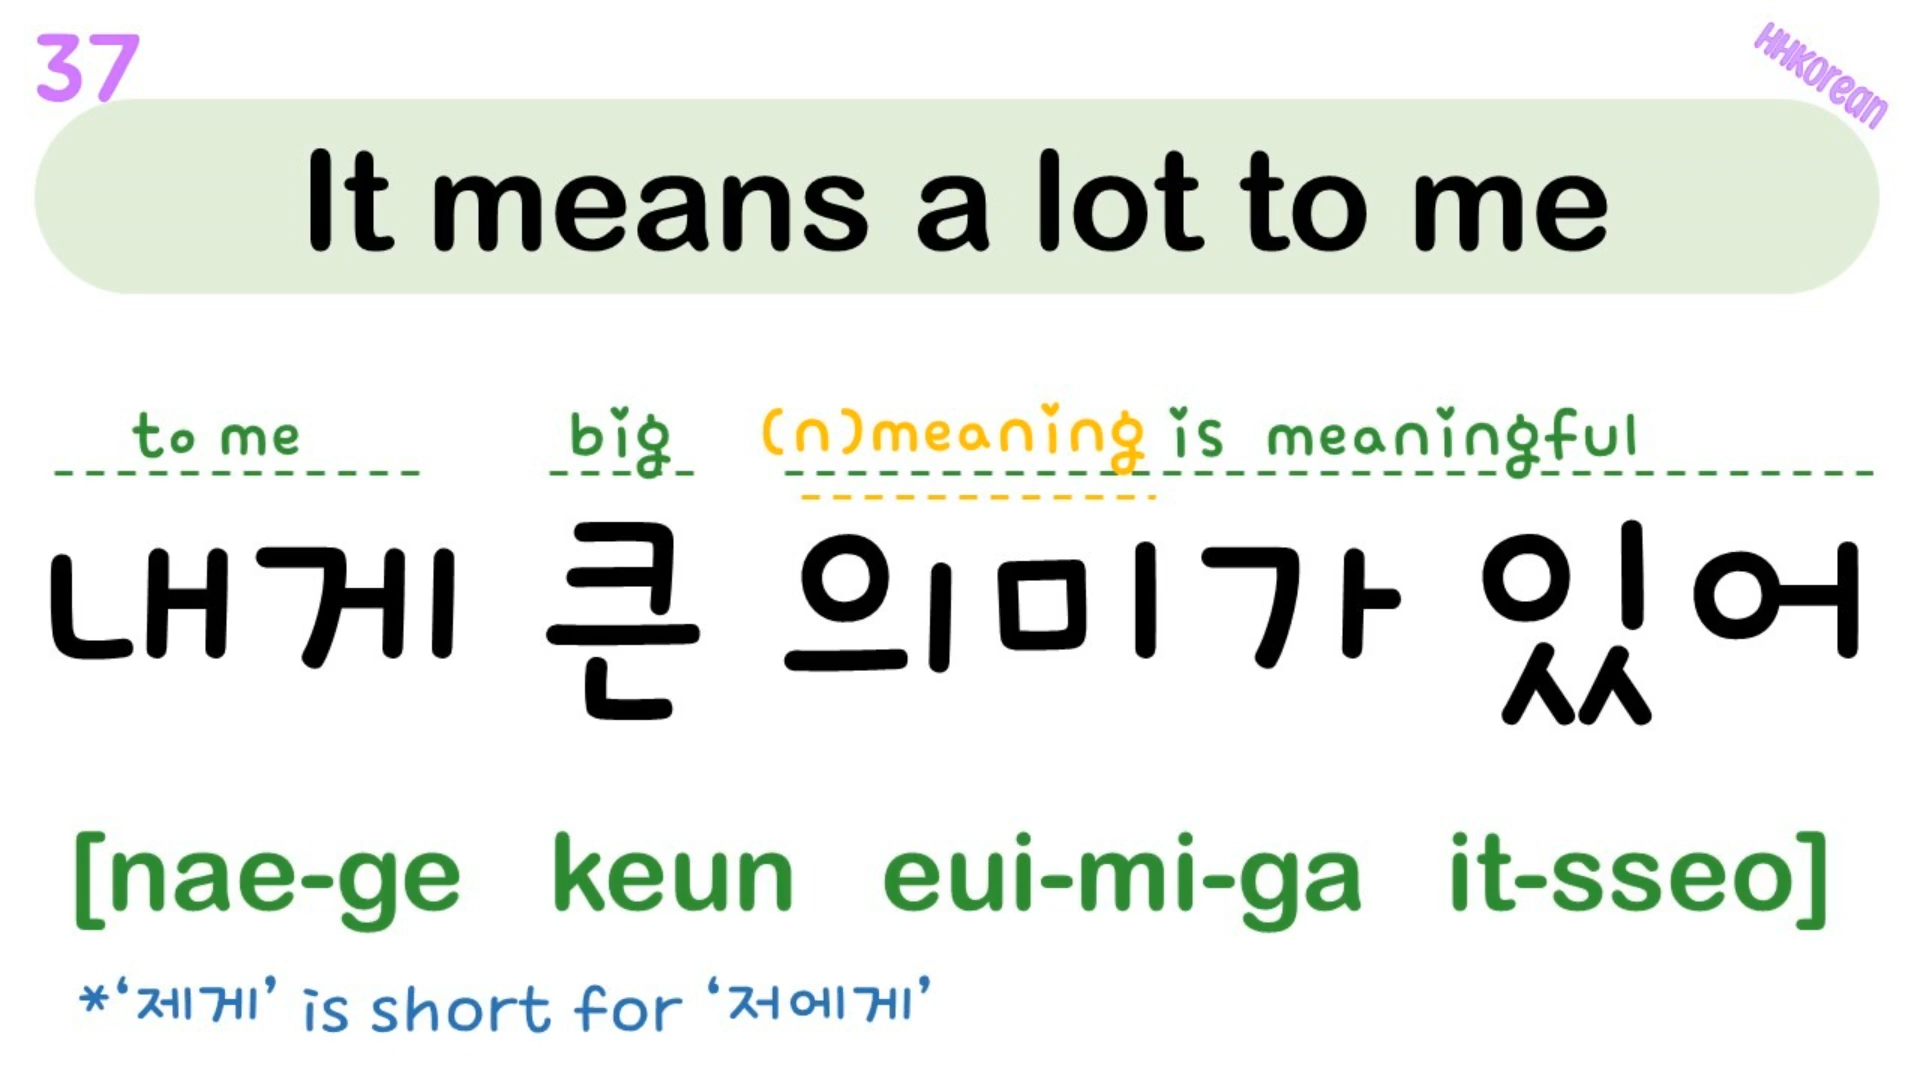 37
HHKorean
It means a lot to me
to me big (n)meaning is meaningful
내게 큰 의미가 있어
[nae-ge keun eui-mi-ga it-sseo]
*‘제게’ is short for ‘저에게’